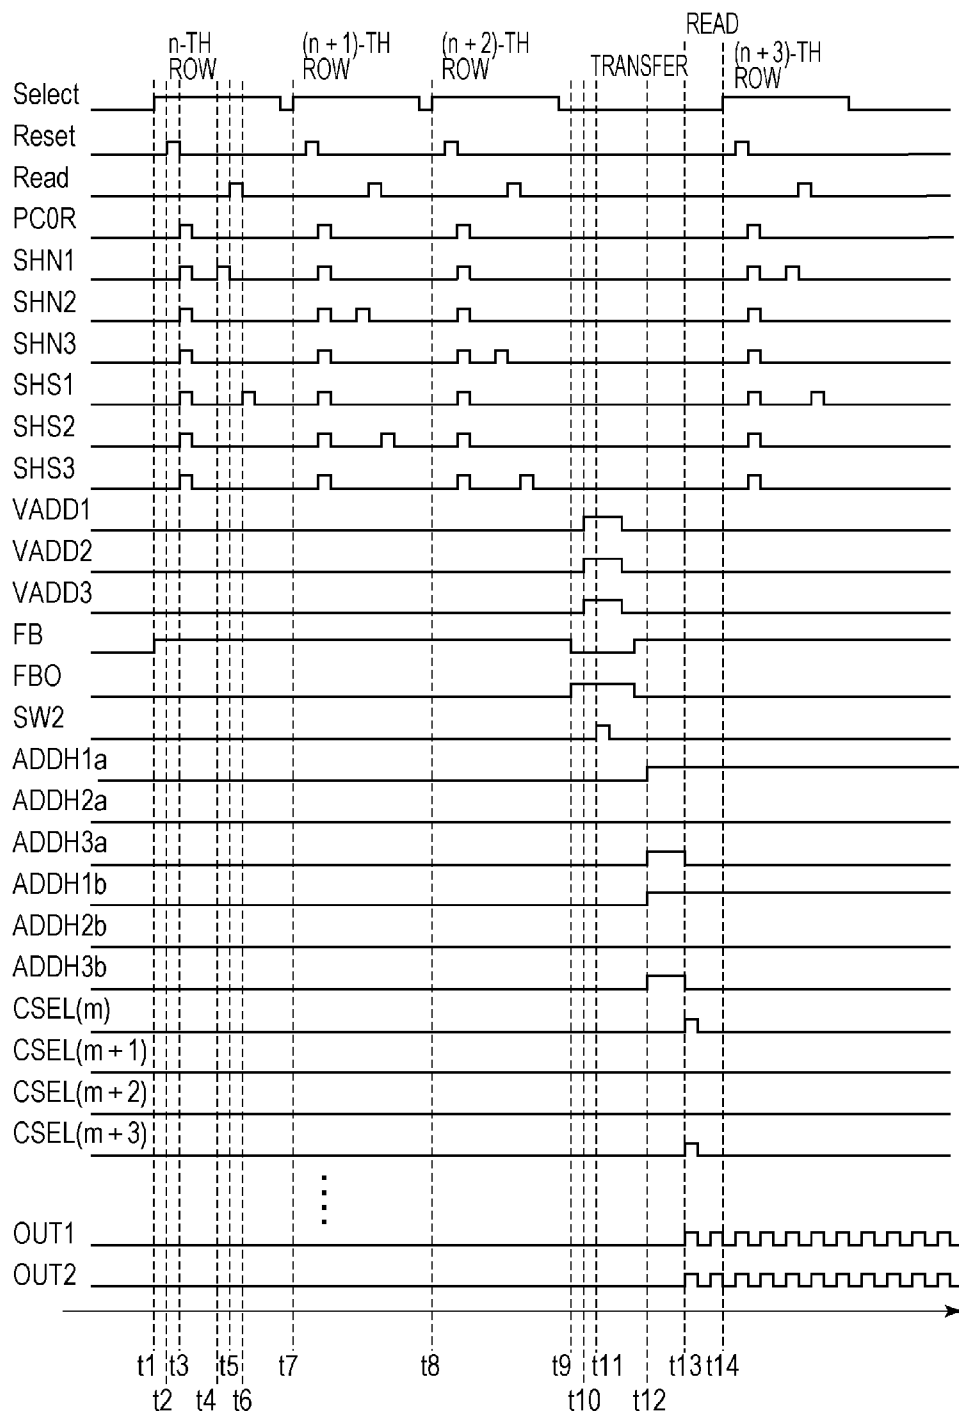 READ
n-TH
ROW
(n + 1)-TH
ROW
(n + 2)-TH
ROW
TRANSFER
(n + 3)-TH
ROW
Select
Reset
Read
PC0R
SHN1
SHN2
SHN3
SHS1
SHS2
SHS3
VADD1
VADD2
VADD3
FB
FBO
SW2
ADDH1a
ADDH2a
ADDH3a
ADDH1b
ADDH2b
ADDH3b
CSEL(m)
CSEL(m + 1)
CSEL(m + 2)
CSEL(m + 3)
OUT1
OUT2
t1 t3 t5 t7 t8 t9 t11 t13 t14
t2 t4 t6 t10 t12